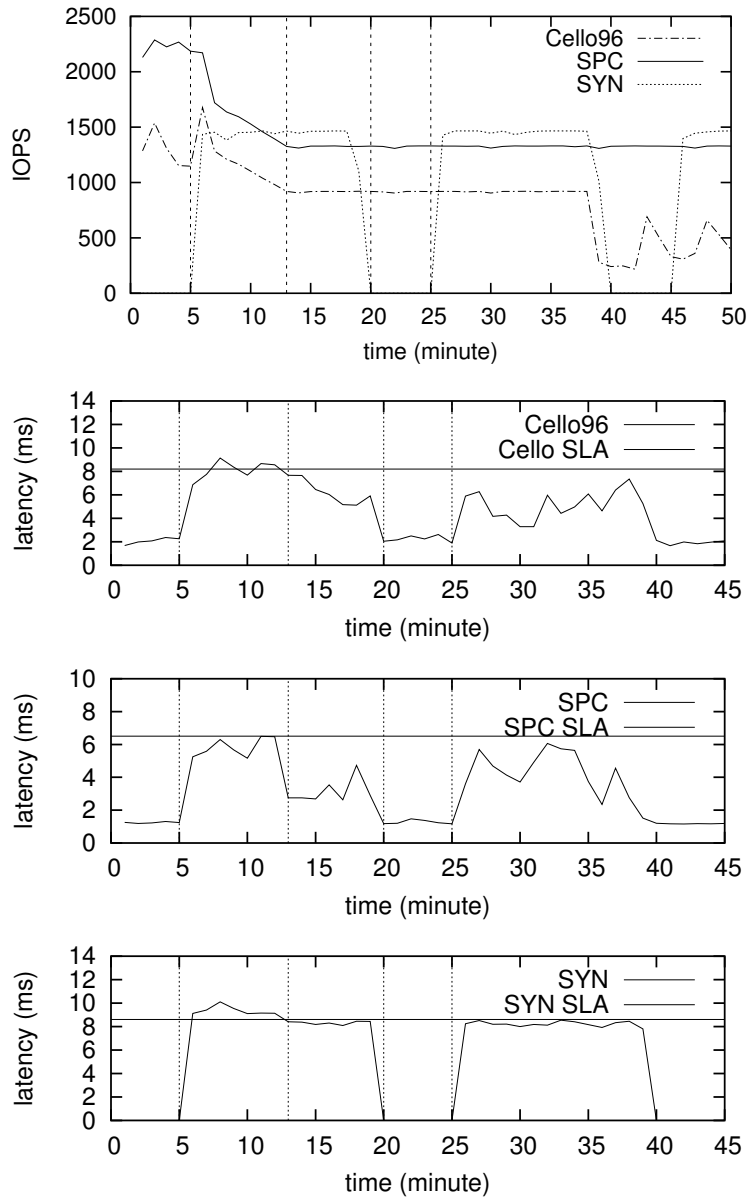 2500
2000
1500
1000
500
0
IOPS
Cello96
SPC
SYN
0 5 10 15 20 25 30 35 40 45 50
time (minute)
14
12
10
8
6
4
2
0
latency (ms)
Cello96
Cello SLA
0 5 10 15 20 25 30 35 40 45
time (minute)
10
8
6
4
2
0
latency (ms)
SPC
SPC SLA
0 5 10 15 20 25 30 35 40 45
time (minute)
14
12
10
8
6
4
2
0
latency (ms)
SYN
SYN SLA
0 5 10 15 20 25 30 35 40 45
time (minute)